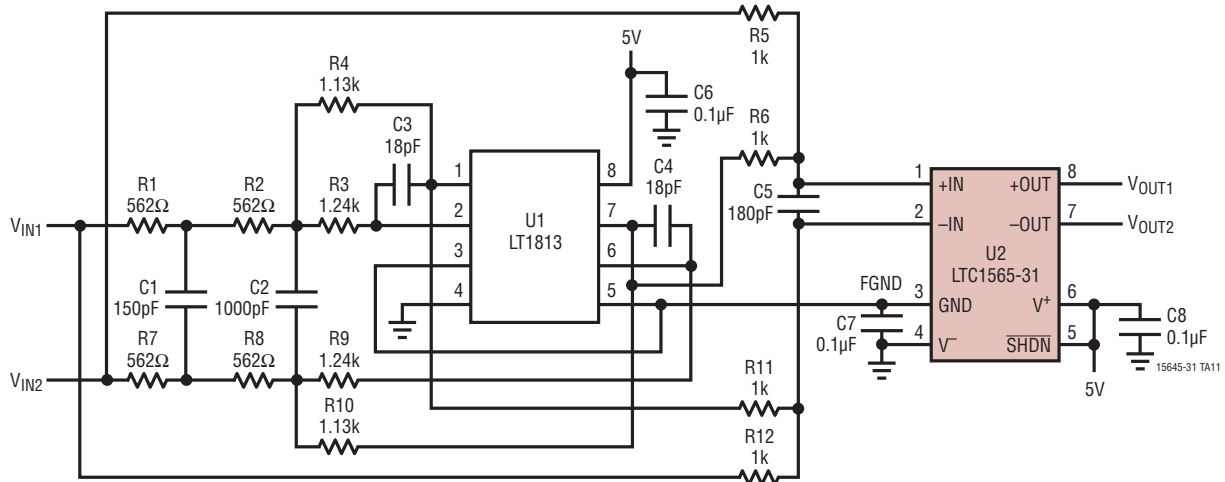 R5
1k
5V
R4
1.13k
C6
0.1µF
C3
18pF
R6
1k
C4
18pF
R1
562Ω
R2
562Ω
R3
1.24k
1
2
3
4
U1
LT1813
8
7
6
5
C5
180pF
1
2
3
4
+IN
–IN
GND
V–
U2
LTC1565-31
+OUT
–OUT
V+
SHDN
8
7
6
5
VOUT1
VOUT2
VIN1
C1
150pF
C2
1000pF
FGND
C7
0.1µF
C8
0.1µF
5V
15645-31 TA11
VIN2
R7
562Ω
R8
562Ω
R9
1.24k
R10
1.13k
R11
1k
R12
1k